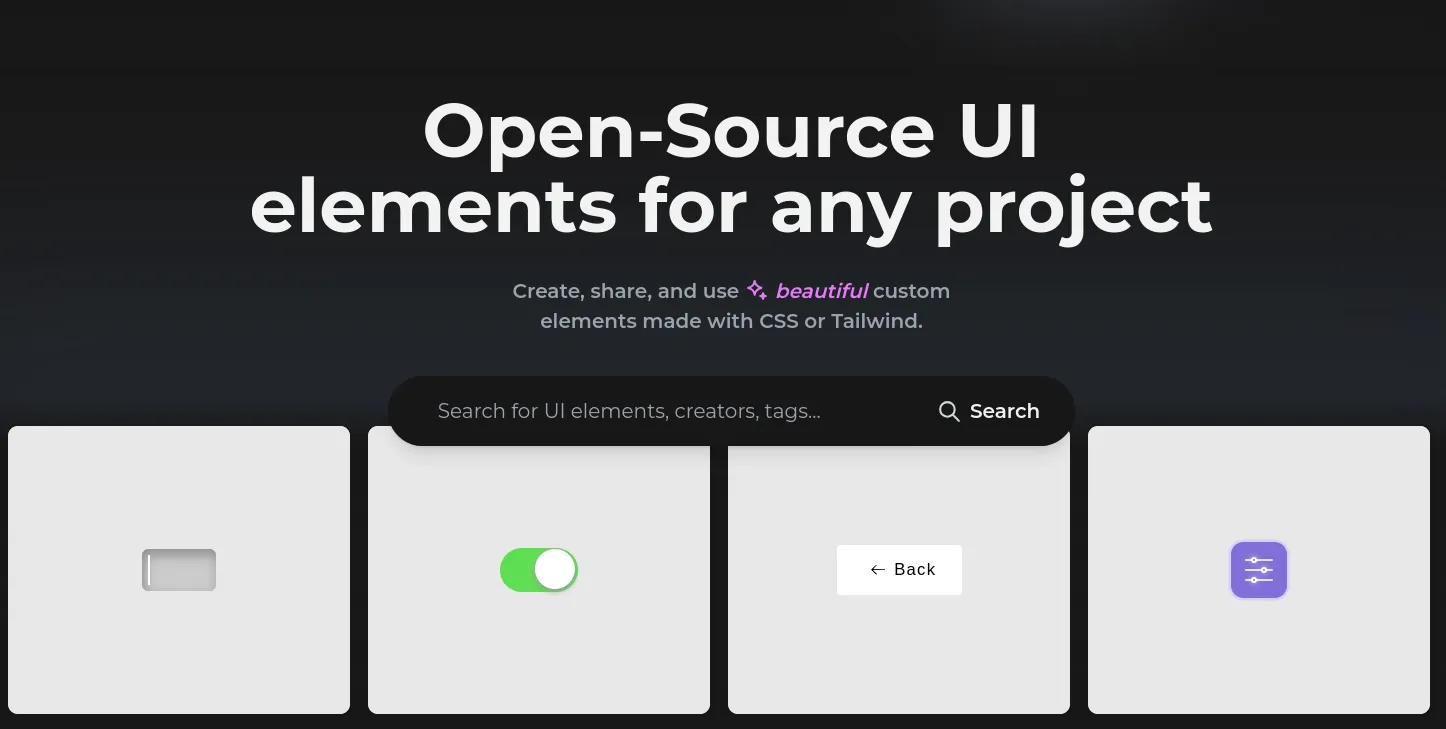 Open-Source UI
elements for any project
Create, share, and use beautiful custom
elements made with CSS or Tailwind.
Search for UI elements, creators, tags...
Search
Back